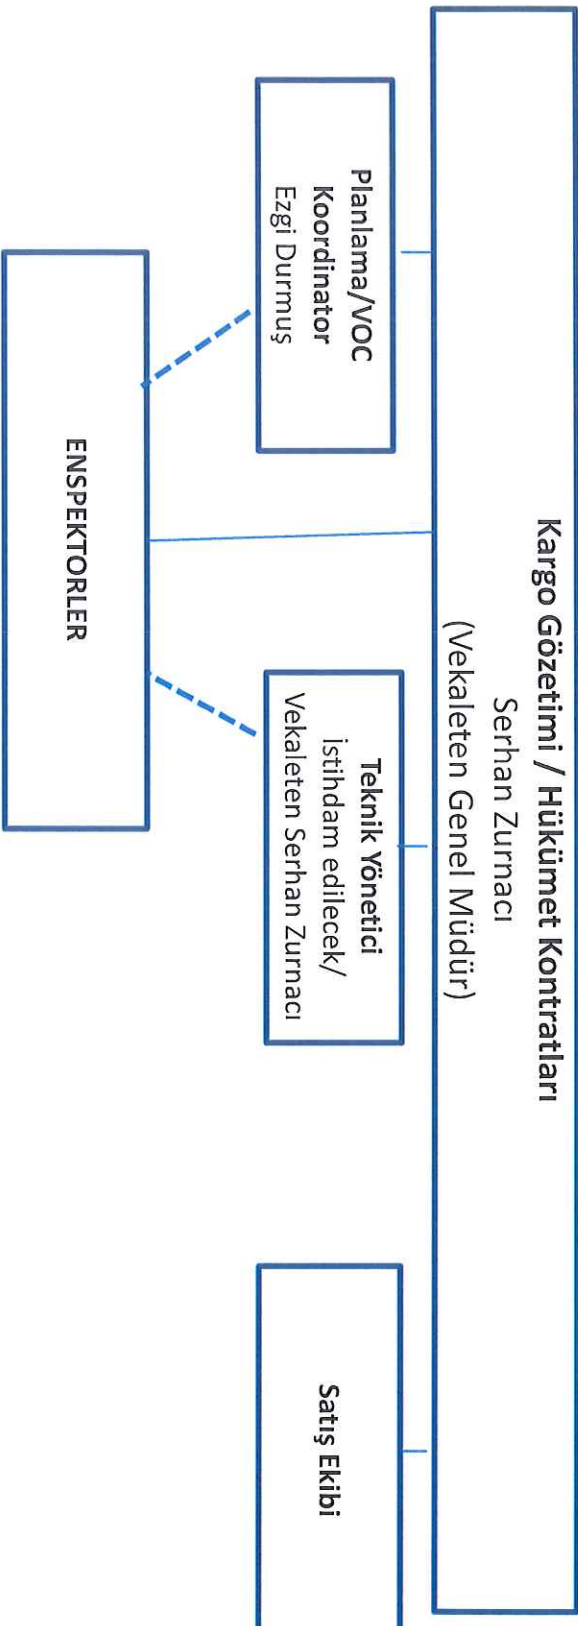 Kargo Gözetimi / Hükümet Kontratları
Serhan Zurnacı
(Vekaleten Genel Müdür)
Planlama/VOC
Koordinator
Ezgi Durmuş
Teknik Yönetici
İstihdam edilecek/
Vekaleten Serhan Zurnacı
Satış Ekibi
ENSPEKTORLER